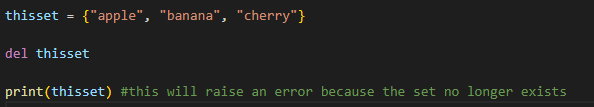 thisset = {"apple", "banana", "cherry"}
del thisset
print(thisset) #this will raise an error because the set no longer exists